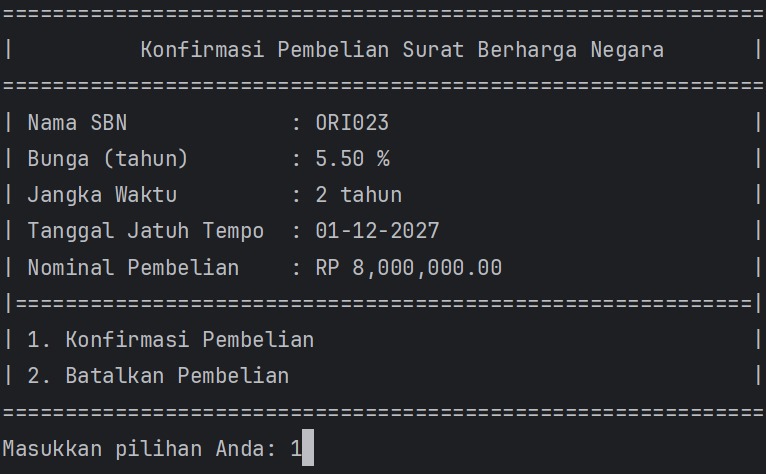 =============================================================
|          Konfirmasi Pembelian Surat Berharga Negara       |
=============================================================
| Nama SBN             : ORI023                             |
| Bunga (tahun)        : 5.50 %                             |
| Jangka Waktu         : 2 tahun                            |
| Tanggal Jatuh Tempo  : 01-12-2027                         |
| Nominal Pembelian    : RP 8,000,000.00                    |
|===========================================================|
| 1. Konfirmasi Pembelian                                   |
| 2. Batalkan Pembelian                                     |
=============================================================
Masukkan pilihan Anda: 1